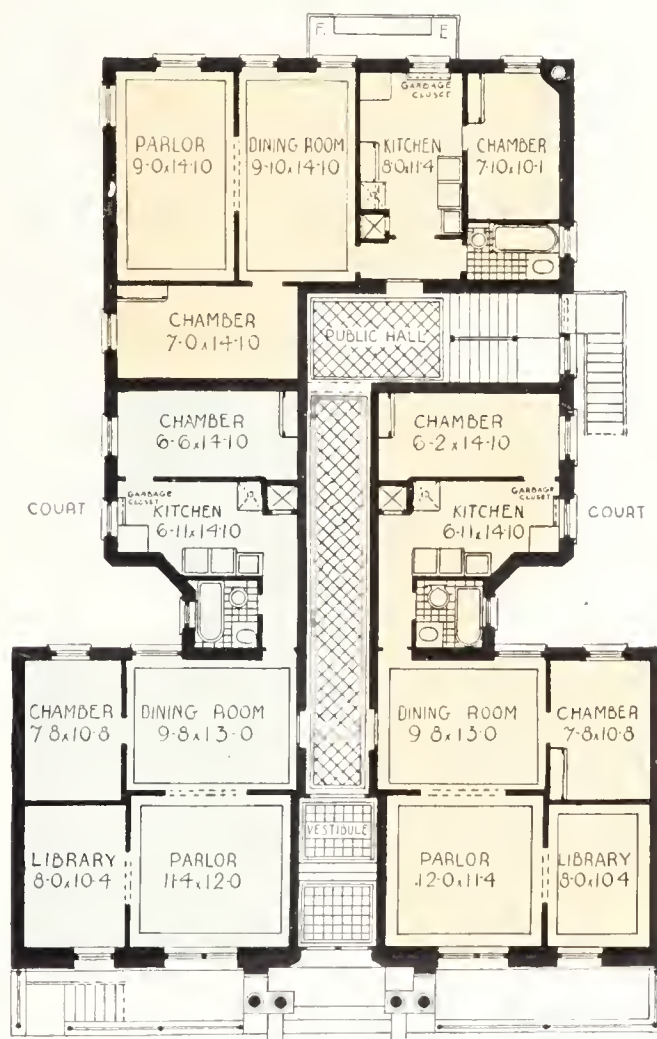 F. E
GARBAGE
CLOSET
PARLOR
9-0x14-10
DINING ROOM
9-10x14-10
KITCHEN
8-0x11-4
CHAMBER
7-10x10-1
CHAMBER
7-0x14-10
PUBLIC HALL
CHAMBER
6-6x14-10
CHAMBER
6-2x14-10
COURT
GARBAGE
CLOSET
KITCHEN
6-11x14-10
R
R
KITCHEN
6-11x14-10
GARBAGE
CLOSET
COURT
CHAMBER
7-8x10-8
DINING ROOM
9-8x13-0
DINING ROOM
9-8x13-0
CHAMBER
7-8x10-8
VESTIBULE
LIBRARY
8-0x10-4
PARLOR
11-4x12-0
PARLOR
12-0x11-4
LIBRARY
8-0x10-4